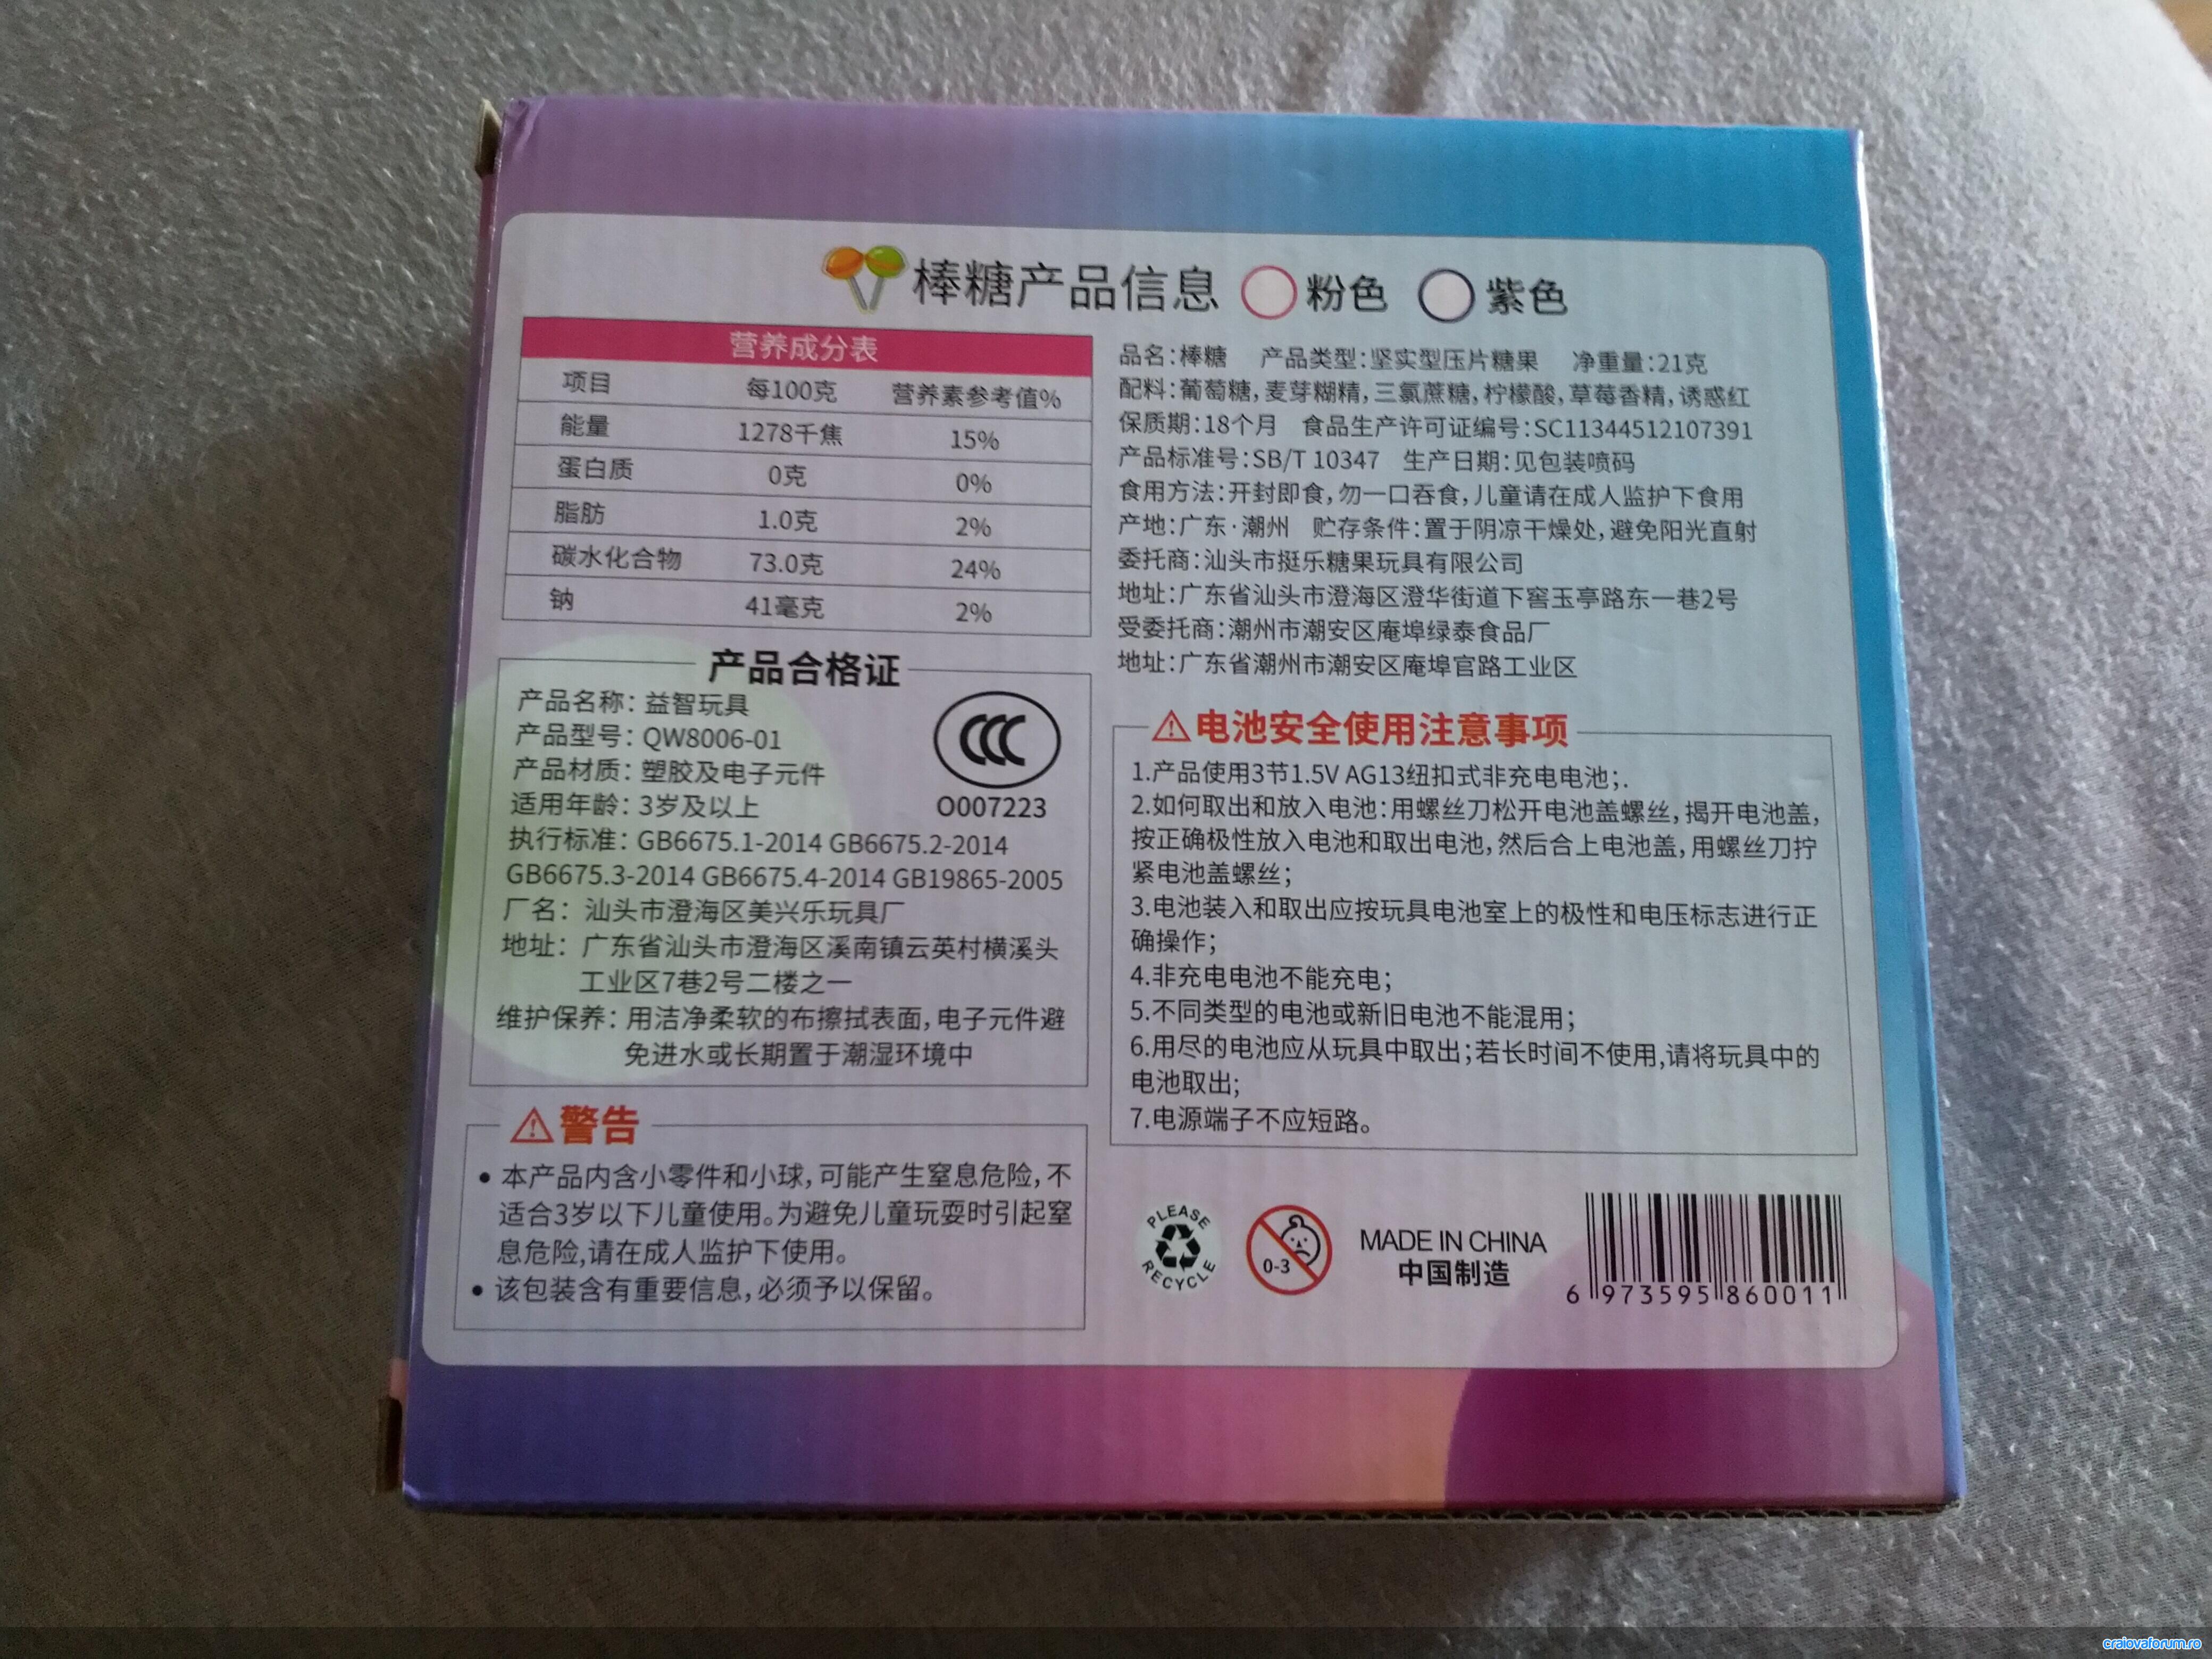 棒糖产品信息 粉色 紫色
营养成分表
项目 每100克 营养素参考值%
能量 1278千焦 15%
蛋白质 0克 0%
脂肪 1.0克 2%
碳水化合物 73.0克 24%
钠 41毫克 2%
品名:棒糖 产品类型:坚实型压片糖果 净重量:21克
配料:葡萄糖,麦芽糊精,三氯蔗糖,柠檬酸,草莓香精,诱惑红
保质期:18个月 食品生产许可证编号:SC11344512107391
产品标准号:SB/T 10347 生产日期:见包装喷码
食用方法:开封即食,勿一口吞食,儿童请在成人监护下食用
产地:广东·潮州 贮存条件:置于阴凉干燥处,避免阳光直射
委托商:汕头市挺乐糖果玩具有限公司
地址:广东省汕头市澄海区澄华街道下窖玉亭路东一巷2号
受委托商:潮州市潮安区庵埠绿泰食品厂
地址:广东省潮州市潮安区庵埠官路工业区
产品合格证
产品名称:益智玩具
产品型号:QW8006-01
产品材质:塑胶及电子元件
适用年龄:3岁及以上
CCC
O007223
执行标准:GB6675.1-2014 GB6675.2-2014
GB6675.3-2014 GB6675.4-2014 GB19865-2005
厂名:汕头市澄海区美兴乐玩具厂
地址:广东省汕头市澄海区溪南镇云英村横溪头
工业区7巷2号二楼之一
维护保养:用洁净柔软的布擦拭表面,电子元件避
免进水或长期置于潮湿环境中
警告
• 本产品内含小零件和小球,可能产生窒息危险,不
适合3岁以下儿童使用。为避免儿童玩耍时引起窒
息危险,请在成人监护下使用。
• 该包装含有重要信息,必须予以保留。
电池安全使用注意事项
1.产品使用3节1.5V AG13纽扣式非充电电池;.
2.如何取出和放入电池:用螺丝刀松开电池盖螺丝,揭开电池盖,
按正确极性放入电池和取出电池,然后合上电池盖,用螺丝刀拧
紧电池盖螺丝;
3.电池装入和取出应按玩具电池室上的极性和电压标志进行正
确操作;
4.非充电电池不能充电;
5.不同类型的电池或新旧电池不能混用;
6.用尽的电池应从玩具中取出;若长时间不使用,请将玩具中的
电池取出;
7.电源端子不应短路。
PLEASE RECYCLE
0-3
MADE IN CHINA
中国制造
6 973595 860011
craiovaforum.ro